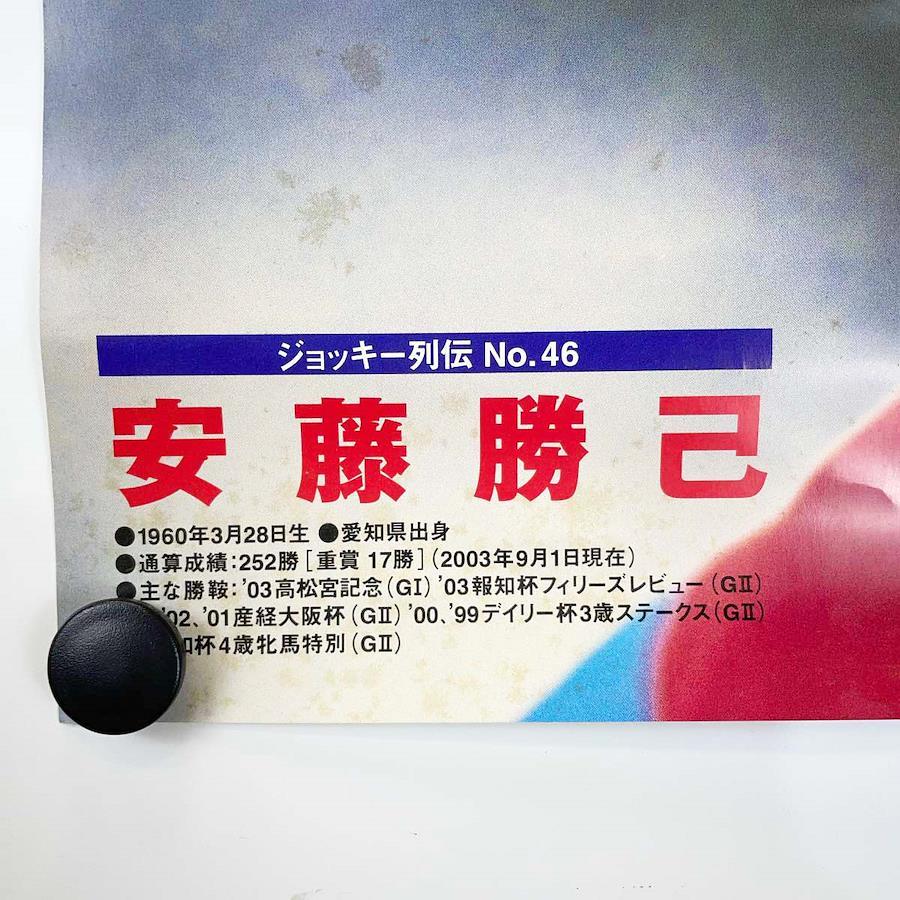 ジョッキー列伝 No.46
安藤勝己
●1960年3月28日生 ●愛知県出身
●通算成績:252勝[重賞 17勝](2003年9月1日現在)
●主な勝鞍:'03高松宮記念(GI)'03報知杯フィリーズレビュー(GⅡ)
'02、'01産経大阪杯(GⅡ)'00、'99デイリー杯3歳ステークス(GⅡ)
知杯4歳牝馬特別(GⅡ)